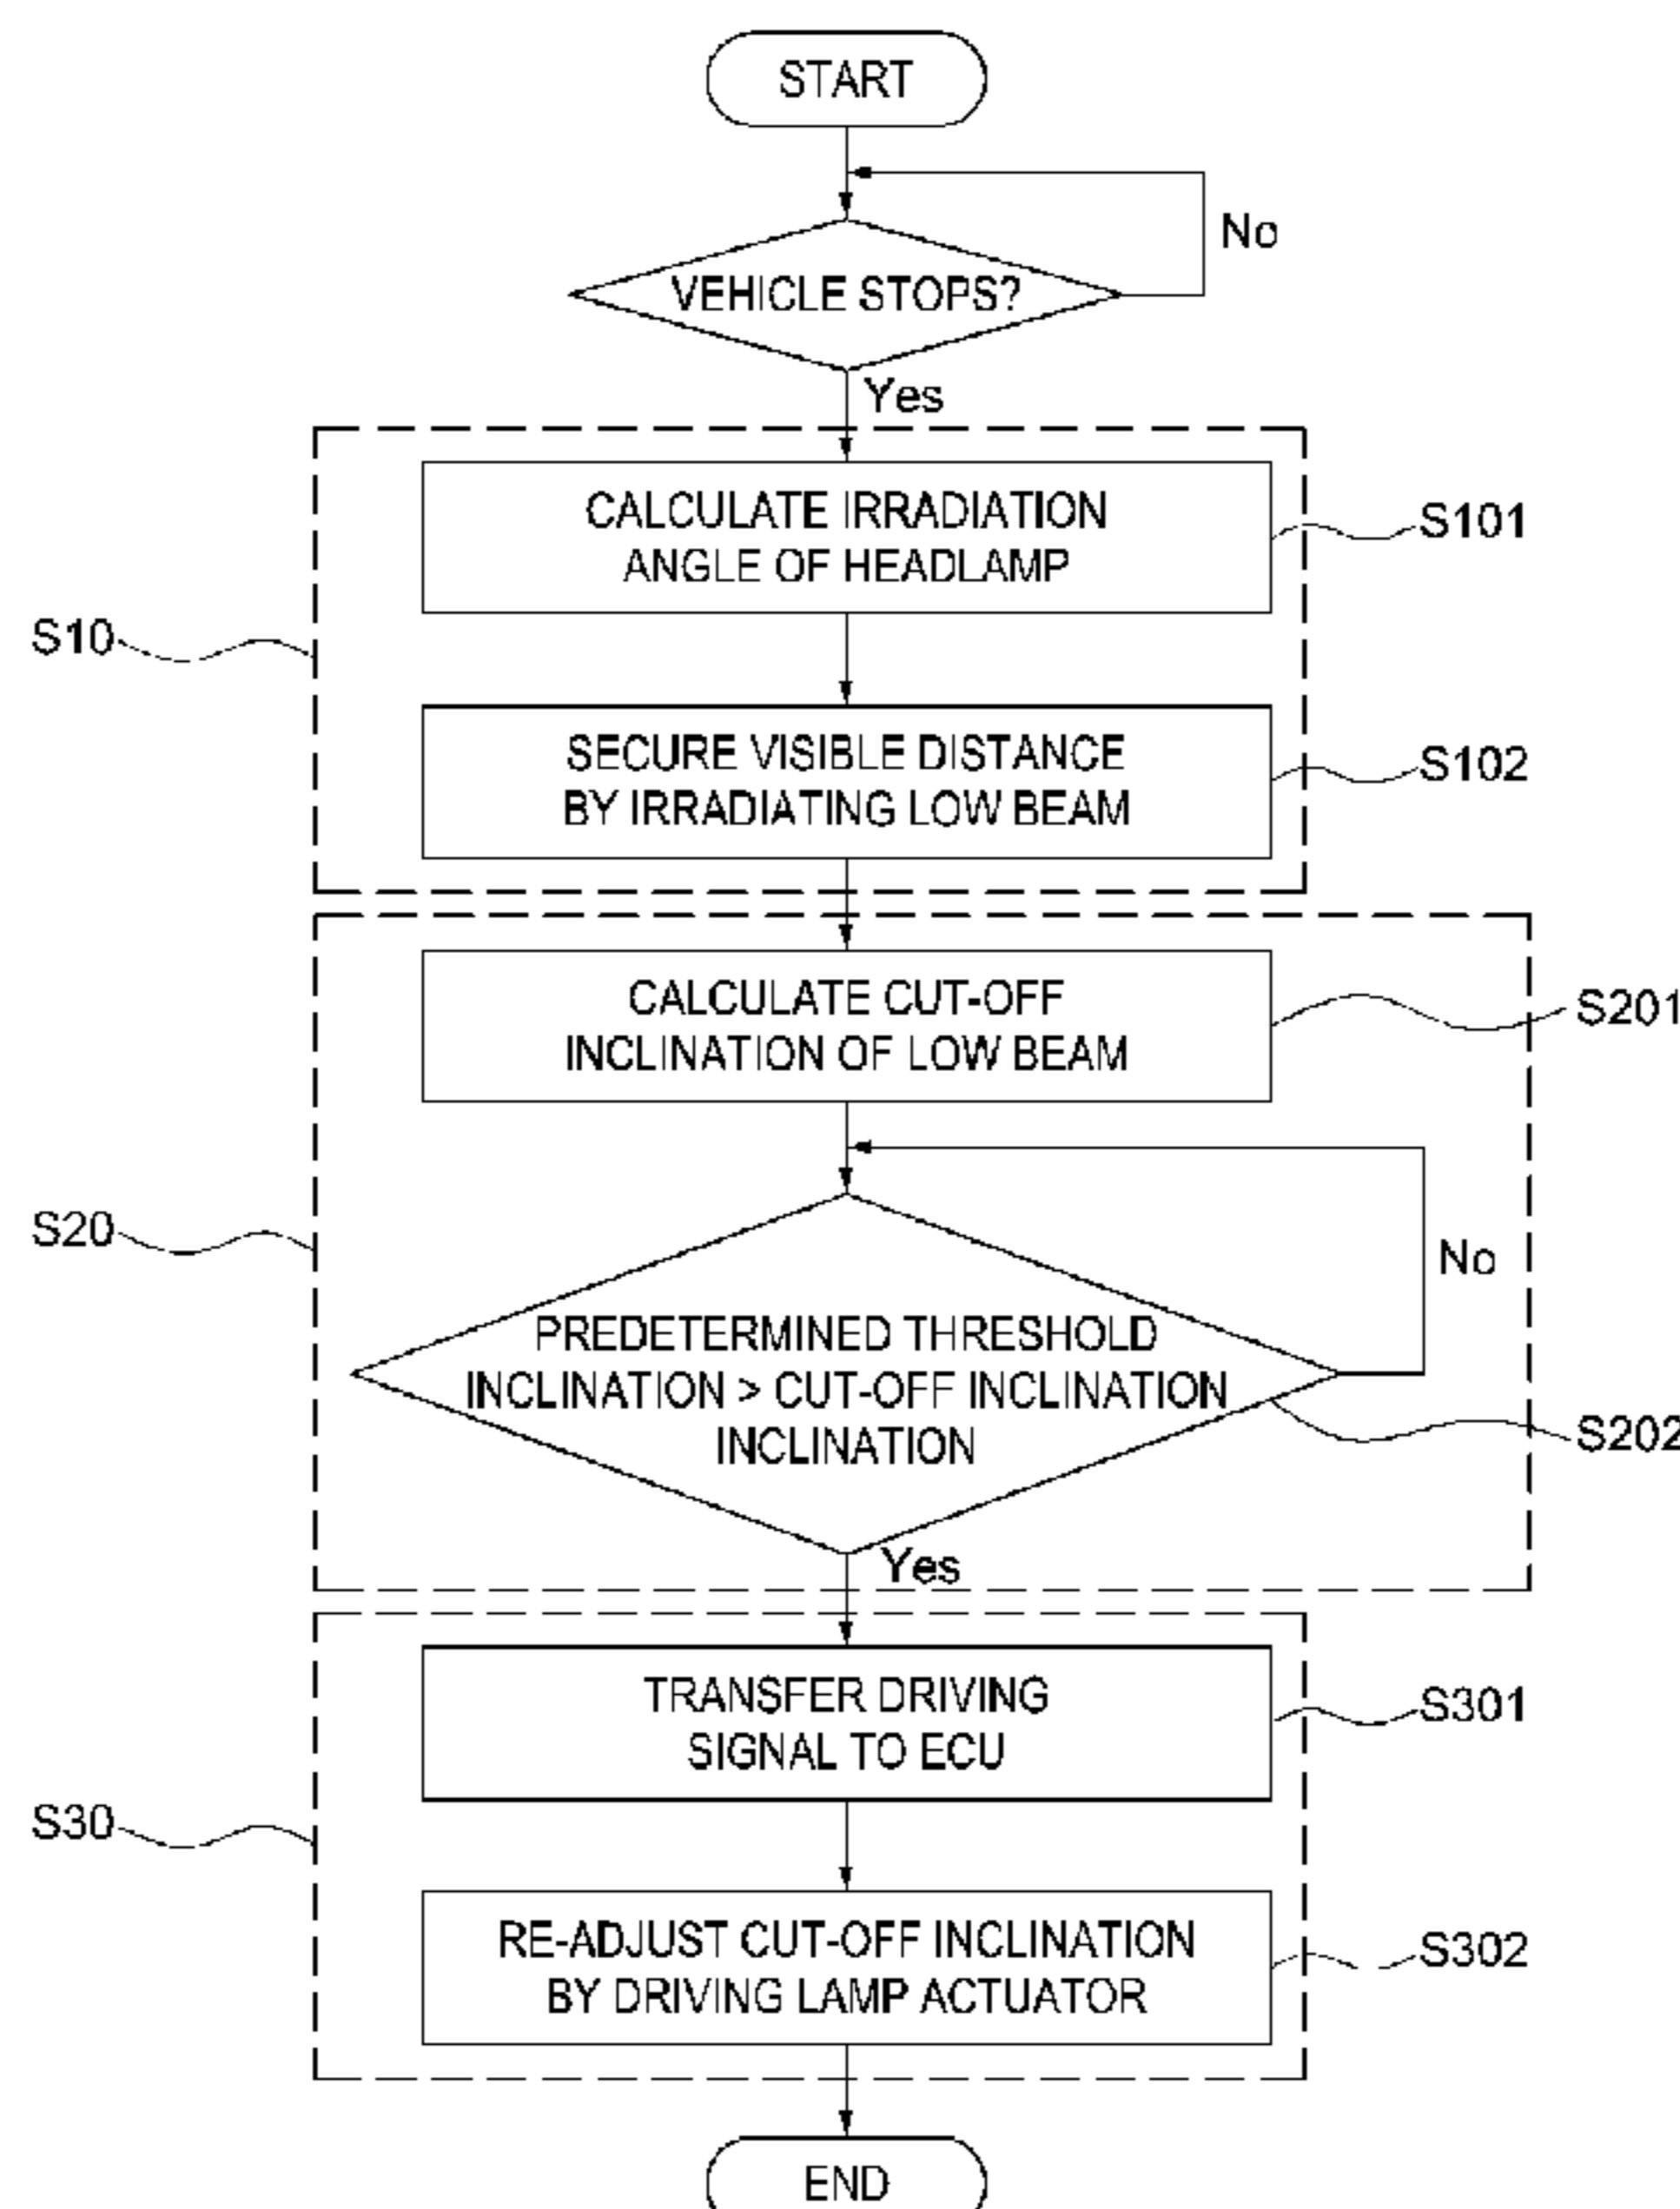 START
No
VEHICLE STOPS?
Yes
CALCULATE IRRADIATION
ANGLE OF HEADLAMP
S101
S10
SECURE VISIBLE DISTANCE
BY IRRADIATING LOW BEAM
S102
CALCULATE CUT-OFF
INCLINATION OF LOW BEAM
S201
S20
No
PREDETERMINED THRESHOLD
INCLINATION > CUT-OFF INCLINATION
INCLINATION
S202
Yes
TRANSFER DRIVING
SIGNAL TO ECU
S301
S30
RE-ADJUST CUT-OFF INCLINATION
BY DRIVING LAMP ACTUATOR
S302
END